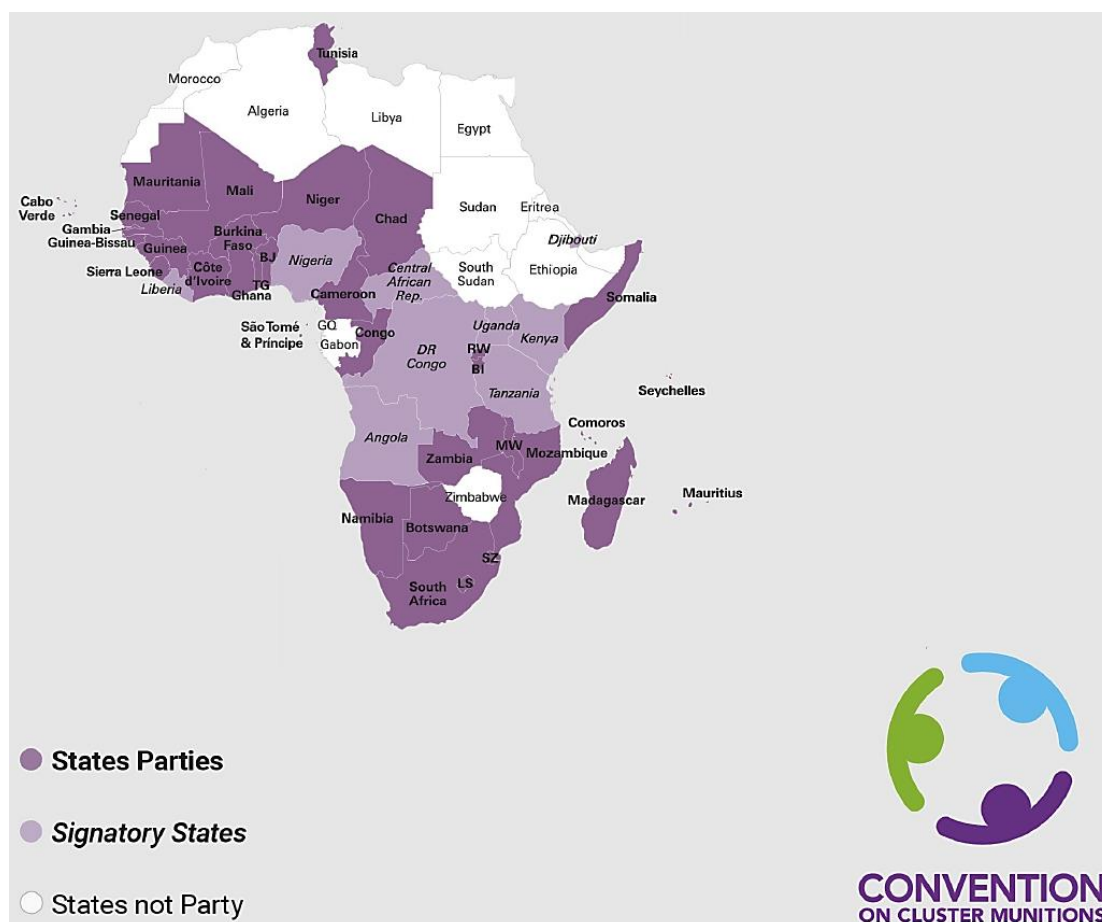 Tunisia
Morocco
Algeria
Libya
Egypt
Mauritania
Mali
Niger
Chad
Sudan
Eritrea
Cabo
Verde
Senegal
Gambia
Guinea-Bissau
Guinea
Burkina
Faso
BJ
Nigeria
Djibouti
Sierra Leone
Côte
d'Ivoire
Liberia
Ghana
TG
Cameroon
Central
African
Rep.
South
Sudan
Ethiopia
Somalia
São Tomé
& Príncipe
GQ
Gabon
Congo
DR
Congo
Uganda
Kenya
RW
BI
Tanzania
Seychelles
Comoros
Angola
Zambia
MW
Mozambique
Zimbabwe
Madagascar
Mauritius
Namibia
Botswana
SZ
LS
South
Africa
States Parties
Signatory States
States not Party
CONVENTION
ON CLUSTER MUNITIONS